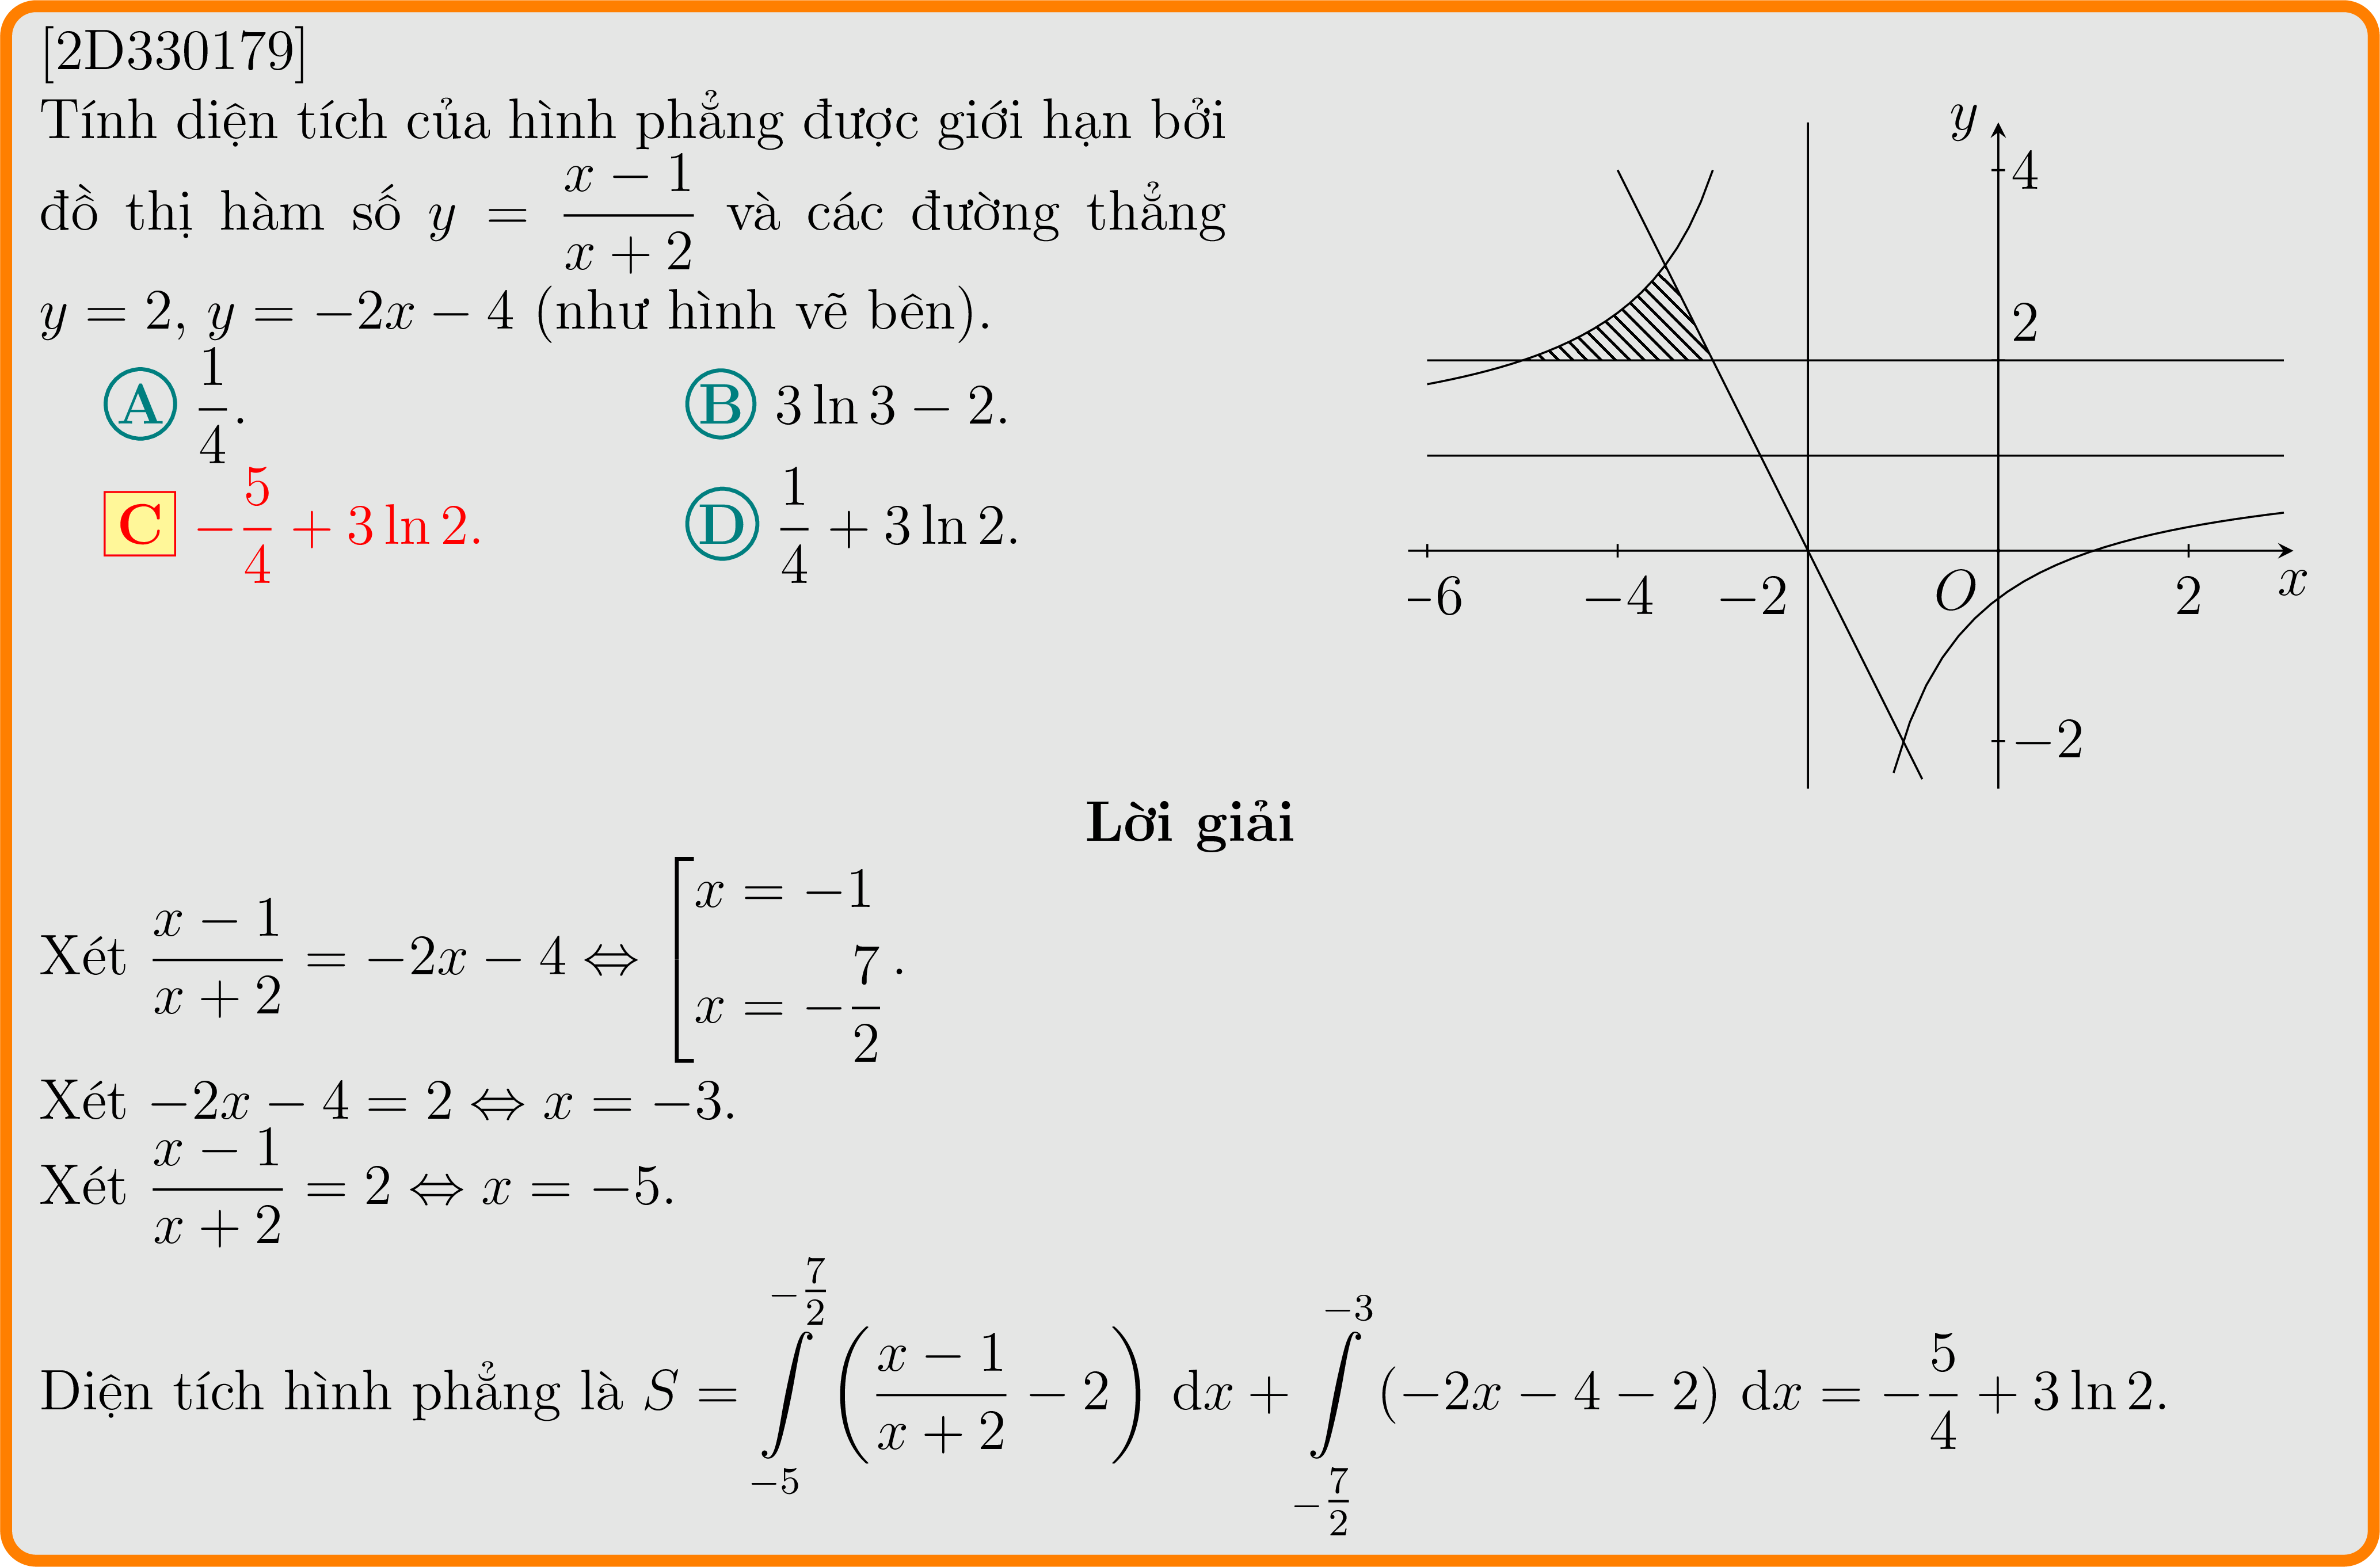 [2D330179]
Tính diện tích của hình phẳng được giới hạn bởi
đồ thị hàm số y = \frac{x − 1}{x + 2} và các đường thẳng
y = 2, y = −2x − 4 (như hình vẽ bên).
A \frac{1}{4}. B 3 ln 3 − 2.
C −\frac{5}{4} + 3 ln 2. D \frac{1}{4} + 3 ln 2.
y
4
2
−6 −4 −2 O 2 x
−2
Lời giải
Xét \frac{x − 1}{x + 2} = −2x − 4 ⇔ \left[ \begin{array}{l} x = −1 \\ x = −\frac{7}{2} \end{array} \right. .
Xét −2x − 4 = 2 ⇔ x = −3.
Xét \frac{x − 1}{x + 2} = 2 ⇔ x = −5.
Diện tích hình phẳng là S = \int_{−5}^{−\frac{7}{2}} \left( \frac{x − 1}{x + 2} − 2 \right) dx + \int_{−\frac{7}{2}}^{−3} (−2x − 4 − 2) dx = −\frac{5}{4} + 3 ln 2.